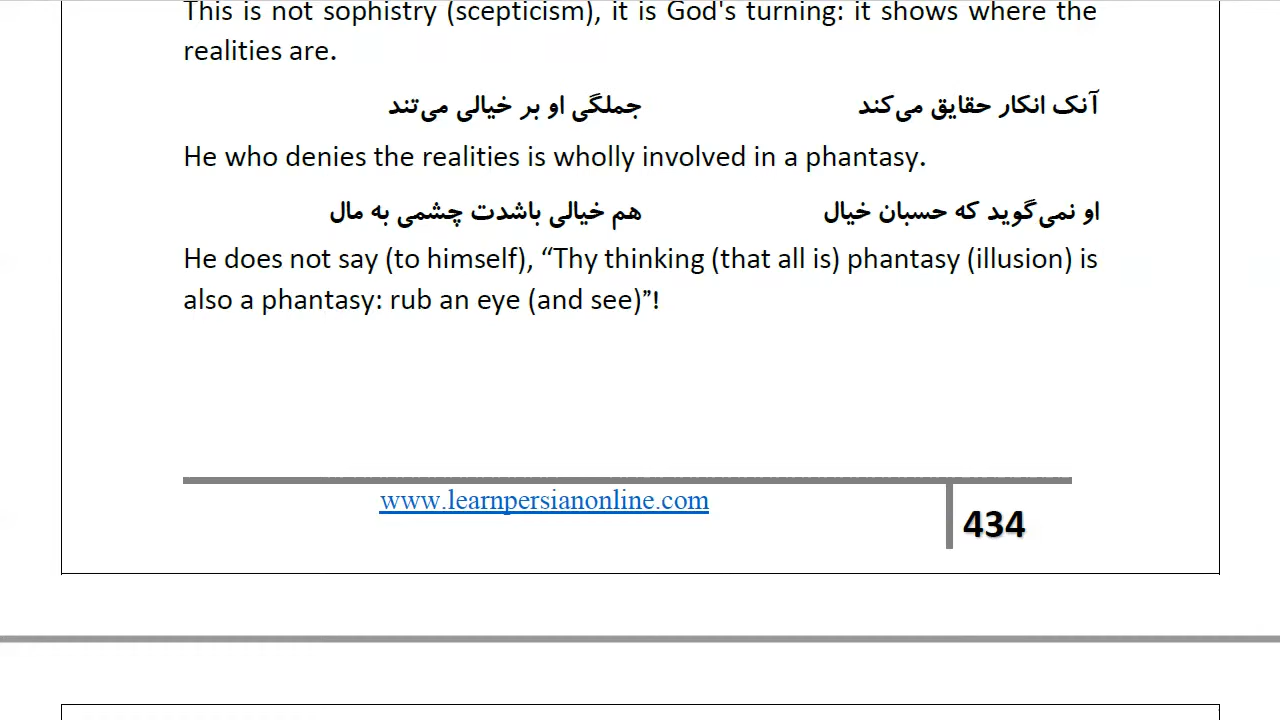 This is not sophistry (scepticism), it is God's turning: it shows where the
realities are.
آنک انکار حقایق می‌کند جملگی او بر خیالی می‌تند
He who denies the realities is wholly involved in a phantasy.
او نمی‌گوید که حسبان خیال هم خیالی باشدت چشمی به مال
He does not say (to himself), “Thy thinking (that all is) phantasy (illusion) is
also a phantasy: rub an eye (and see)”!
www.learnpersianonline.com
434